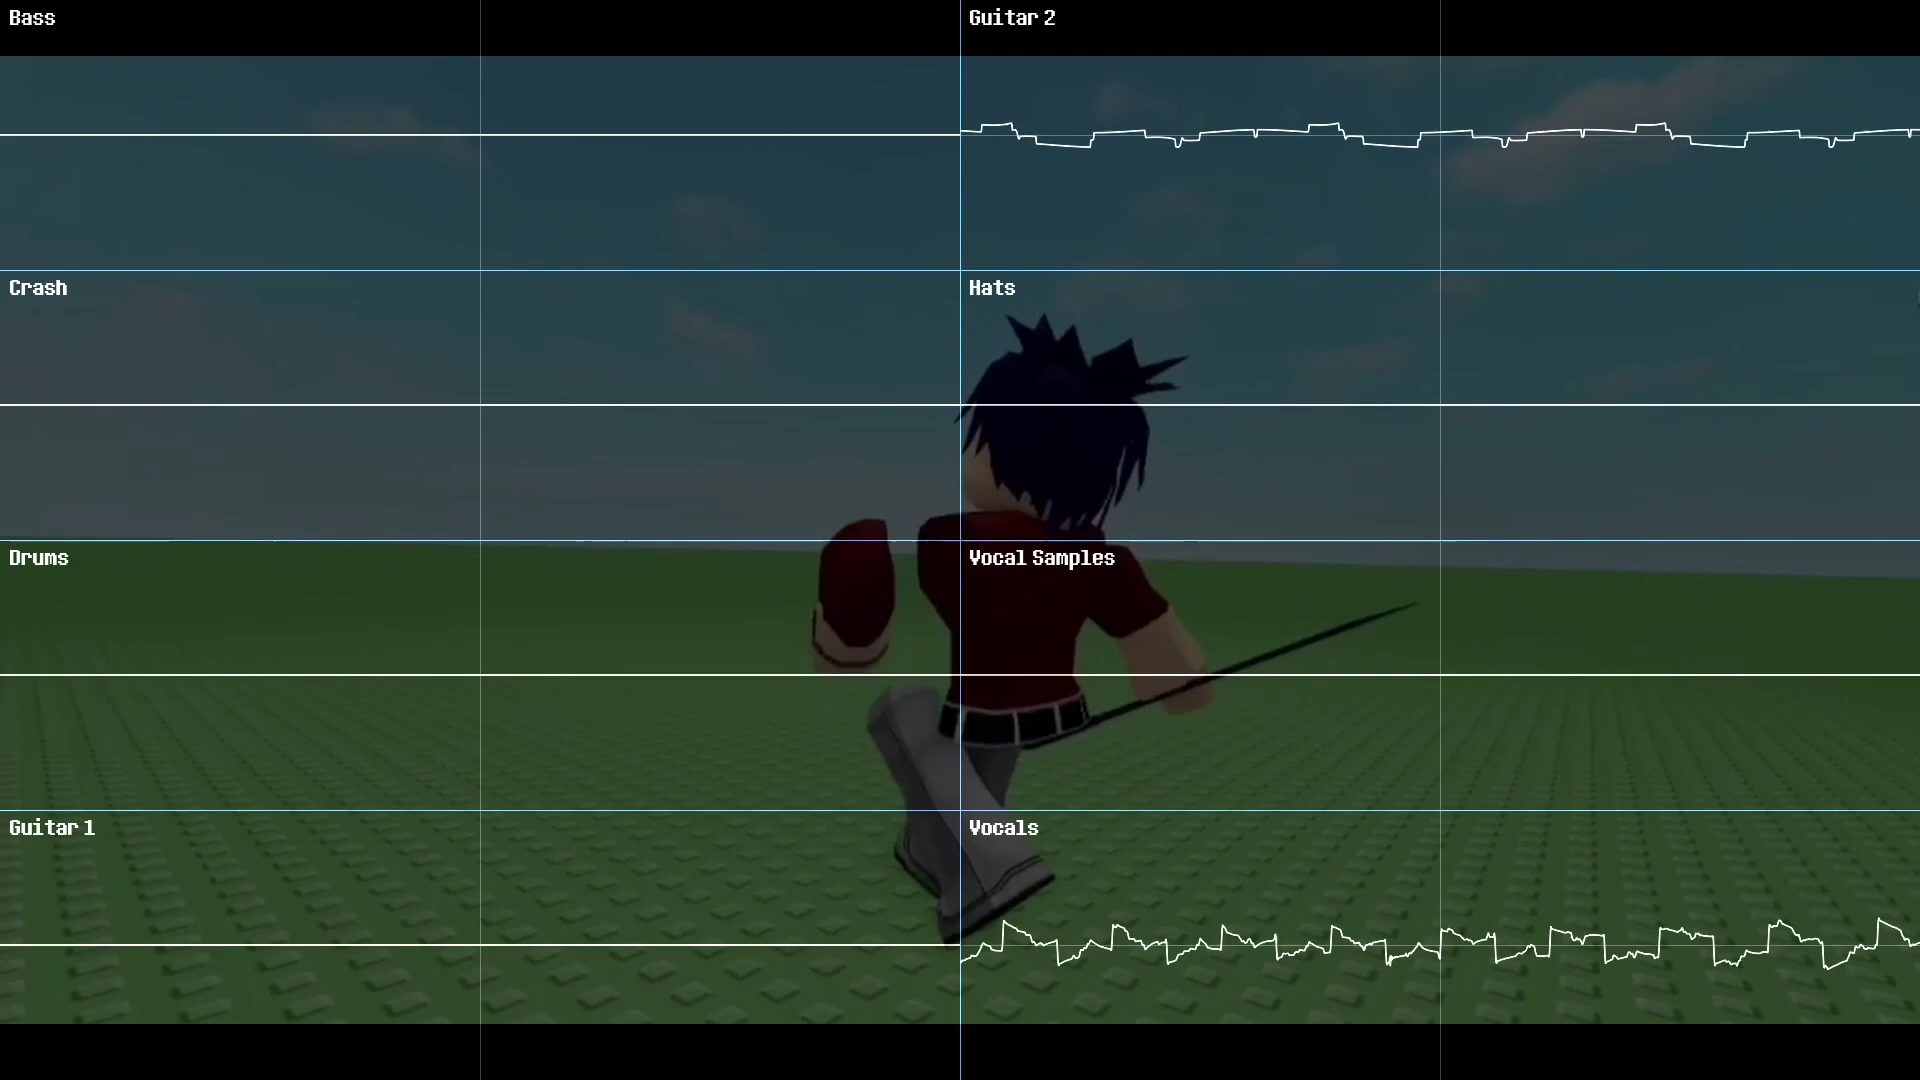 Bass
Guitar 2
Crash
Hats
Drums
Vocal Samples
Guitar 1
Vocals